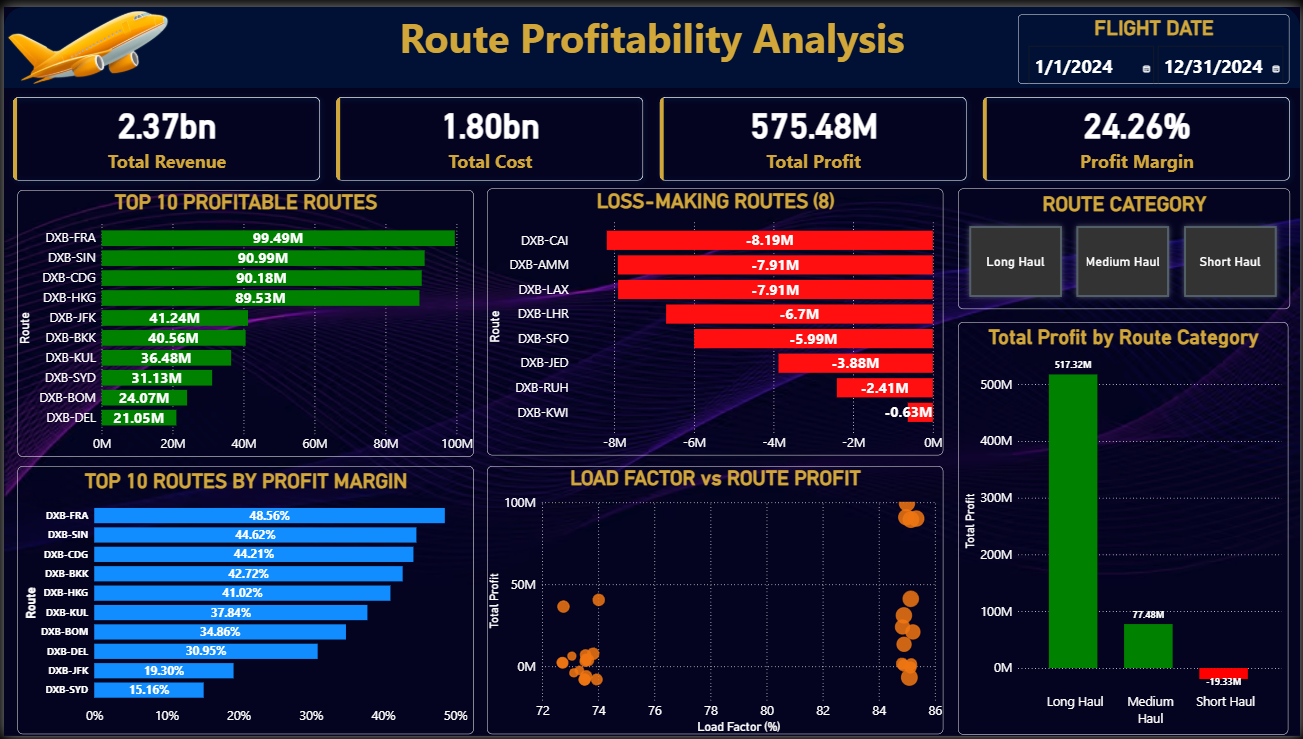 Route Profitability Analysis
FLIGHT DATE
1/1/2024
12/31/2024
2.37bn
Total Revenue
1.80bn
Total Cost
575.48M
Total Profit
24.26%
Profit Margin
TOP 10 PROFITABLE ROUTES
Route
DXB-FRA 99.49M
DXB-SIN 90.99M
DXB-CDG 90.18M
DXB-HKG 89.53M
DXB-JFK 41.24M
DXB-BKK 40.56M
DXB-KUL 36.48M
DXB-SYD 31.13M
DXB-BOM 24.07M
DXB-DEL 21.05M
0M 20M 40M 60M 80M 100M
LOSS-MAKING ROUTES (8)
Route
DXB-CAI -8.19M
DXB-AMM -7.91M
DXB-LAX -7.91M
DXB-LHR -6.7M
DXB-SFO -5.99M
DXB-JED -3.88M
DXB-RUH -2.41M
DXB-KWI -0.63M
-8M -6M -4M -2M 0M
ROUTE CATEGORY
Long Haul
Medium Haul
Short Haul
TOP 10 ROUTES BY PROFIT MARGIN
Route
DXB-FRA 48.56%
DXB-SIN 44.62%
DXB-CDG 44.21%
DXB-BKK 42.72%
DXB-HKG 41.02%
DXB-KUL 37.84%
DXB-BOM 34.86%
DXB-DEL 30.95%
DXB-JFK 19.30%
DXB-SYD 15.16%
0% 10% 20% 30% 40% 50%
LOAD FACTOR vs ROUTE PROFIT
Total Profit
100M
50M
0M
72 74 76 78 80 82 84 86
Load Factor (%)
Total Profit by Route Category
Total Profit
500M
400M
300M
200M
100M
0M
517.32M
77.48M
-19.33M
Long Haul
Medium
Haul
Short Haul